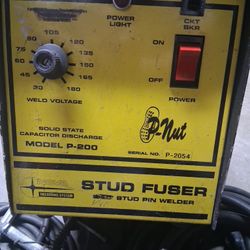 POWER
LIGHT
CKT
BKR
105
90
120
75
135
60
150
45
165
33
180
ON
OFF
POWER
WELD VOLTAGE
P-Nut
SOLID STATE
CAPACITOR DISCHARGE
MODEL P-200
SERIAL NO. P-2054
STUD FUSER
STUD PIN WELDER